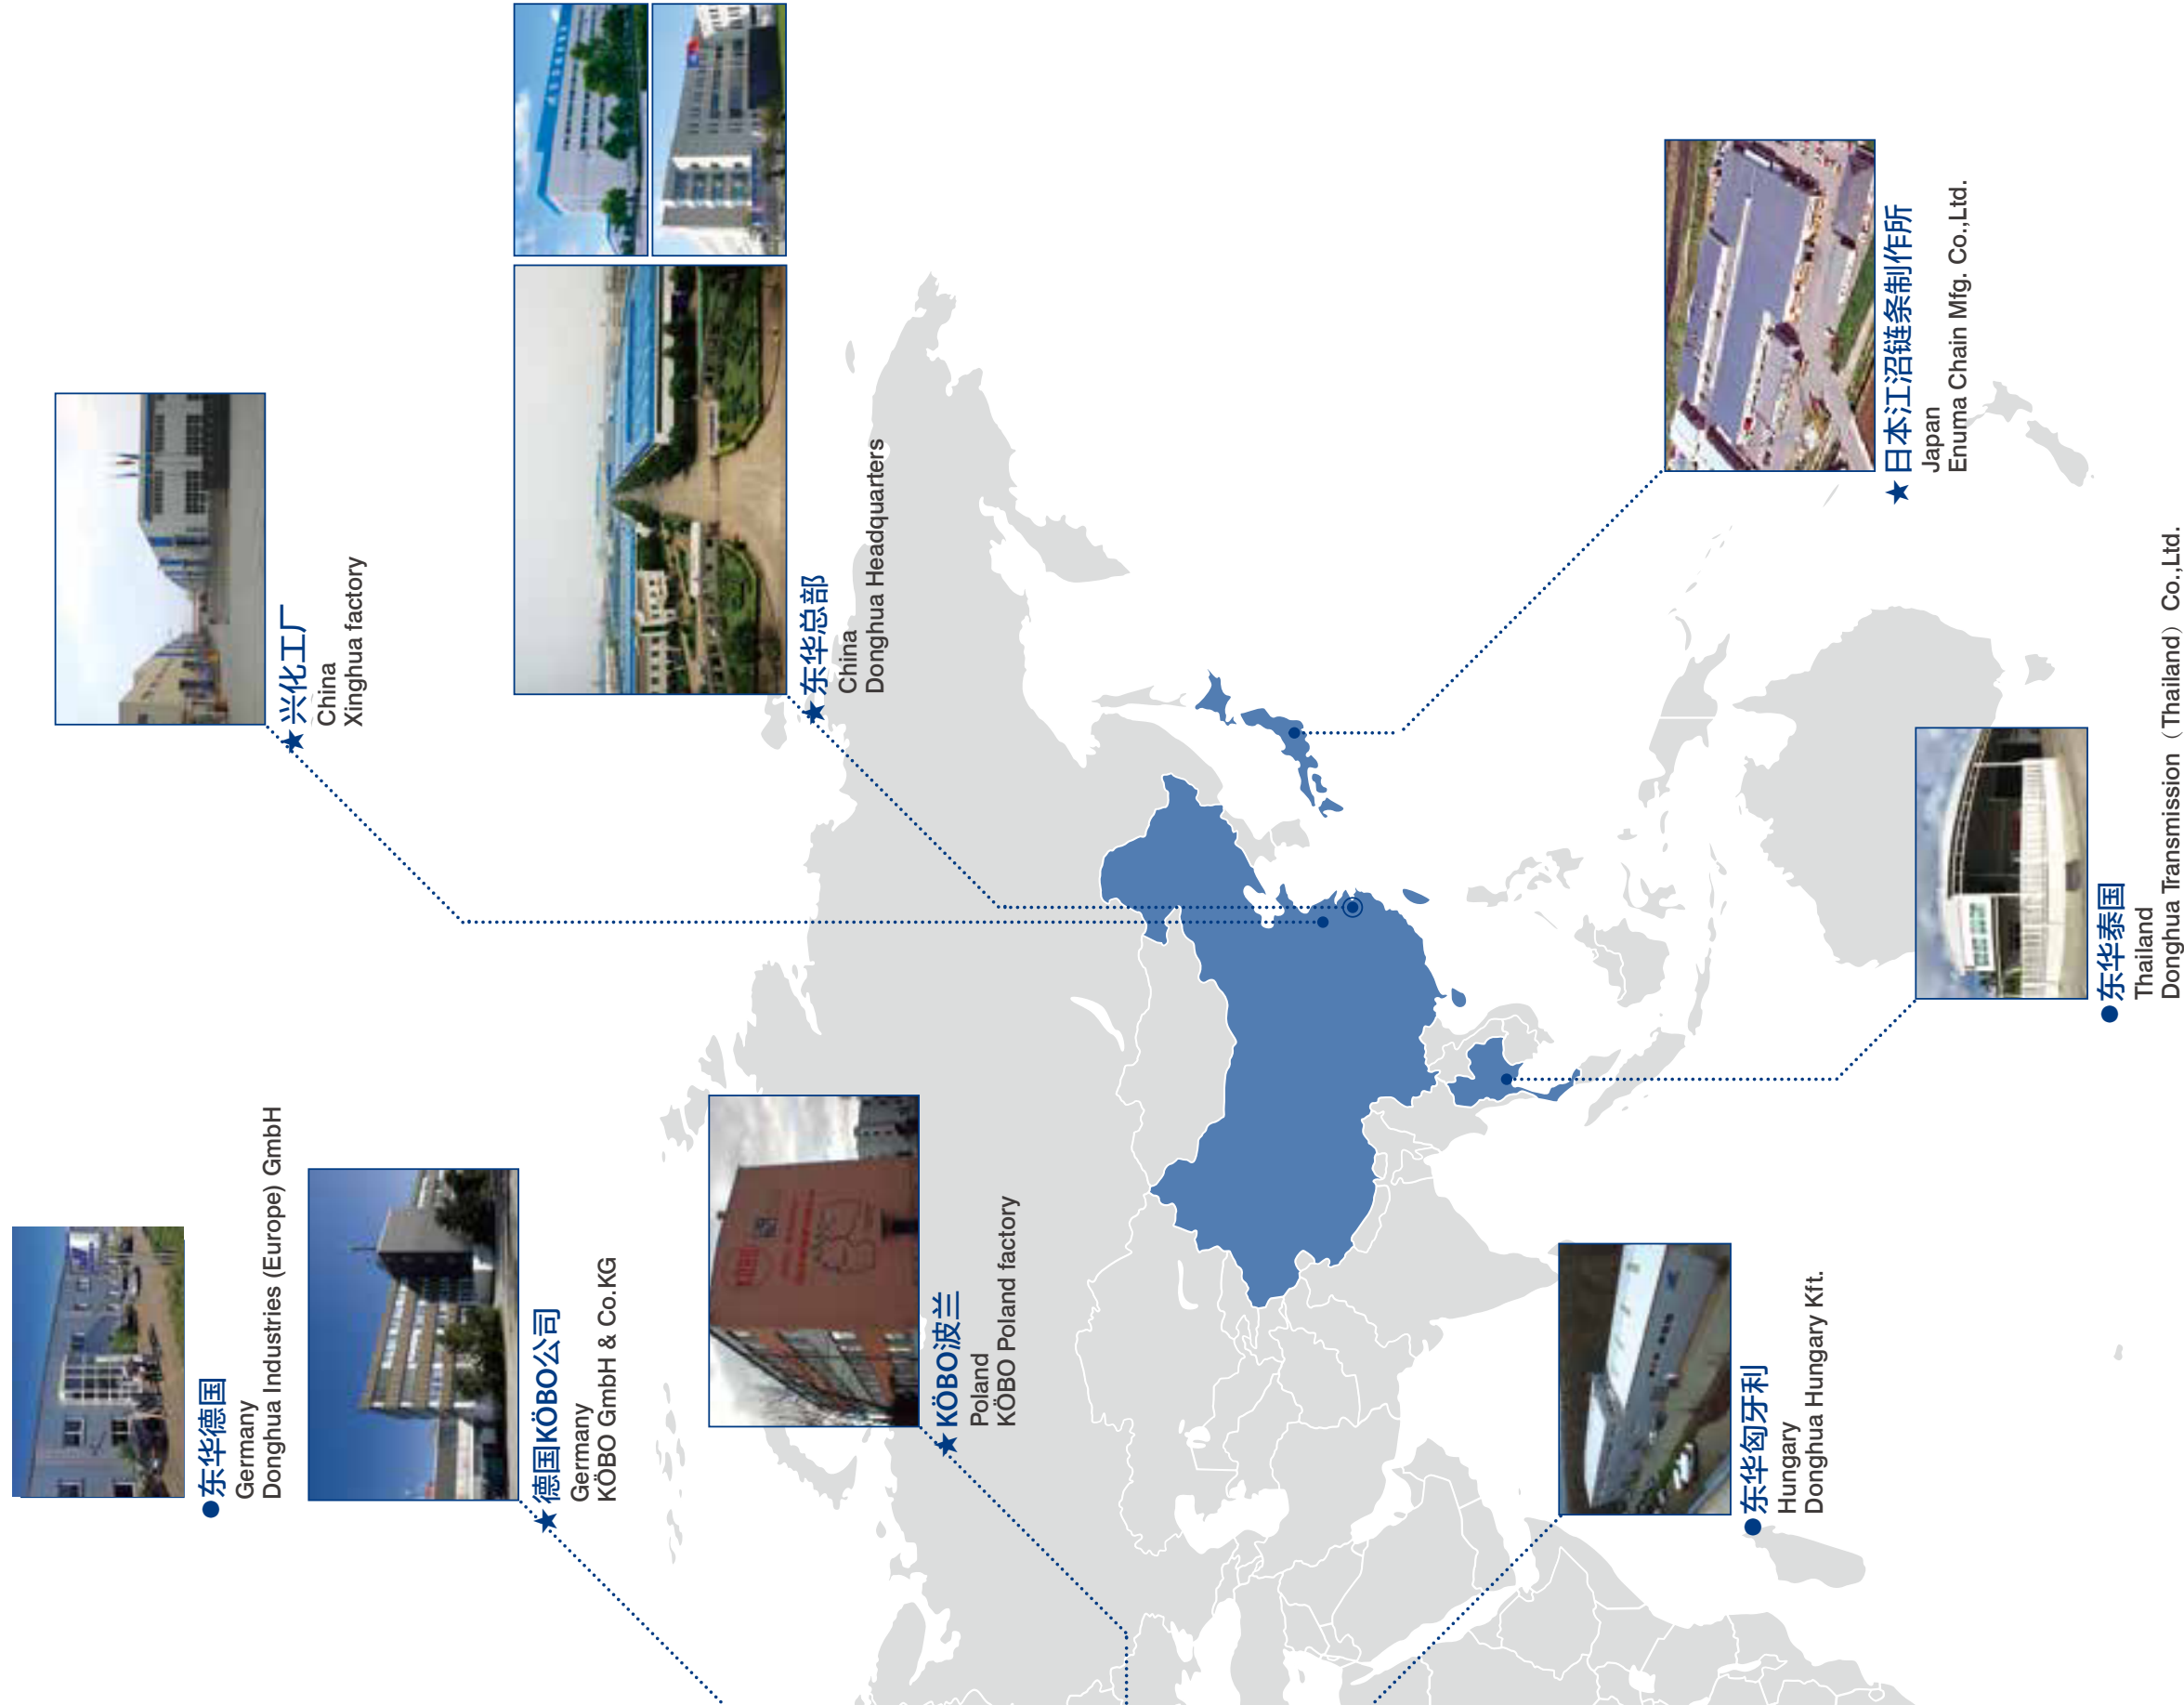 ●东华德国
Germany
Donghua Industries (Europe) GmbH
★德国KÖBO公司
Germany
KÖBO GmbH & Co.KG
★KÖBO波兰
Poland
KÖBO Poland factory
●东华匈牙利
Hungary
Donghua Hungary Kft.
★兴化工厂
China
Xinghua factory
★东华总部
China
Donghua Headquarters
●东华泰国
Thailand
Donghua Transmission（Thailand）Co.,Ltd.
★日本江沼链条制作所
Japan
Enuma Chain Mfg. Co.,Ltd.